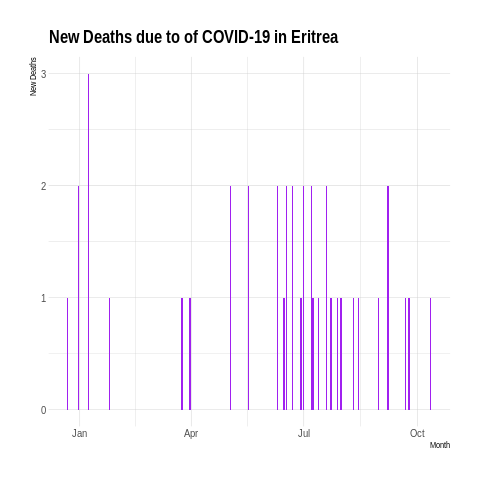 New Deaths due to of COVID-19 in Eritrea
New Deaths
3
2
1
0
Jan Apr Jul Oct
Month